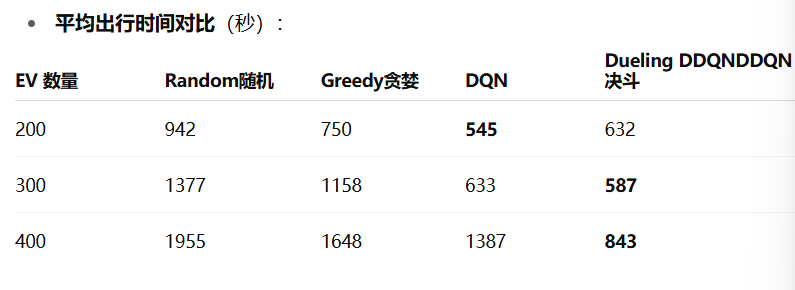 • 平均出行时间对比（秒）：
EV 数量 Random随机 Greedy贪婪 DQN Dueling DDQNDDQN
决斗
200 942 750 545 632
300 1377 1158 633 587
400 1955 1648 1387 843